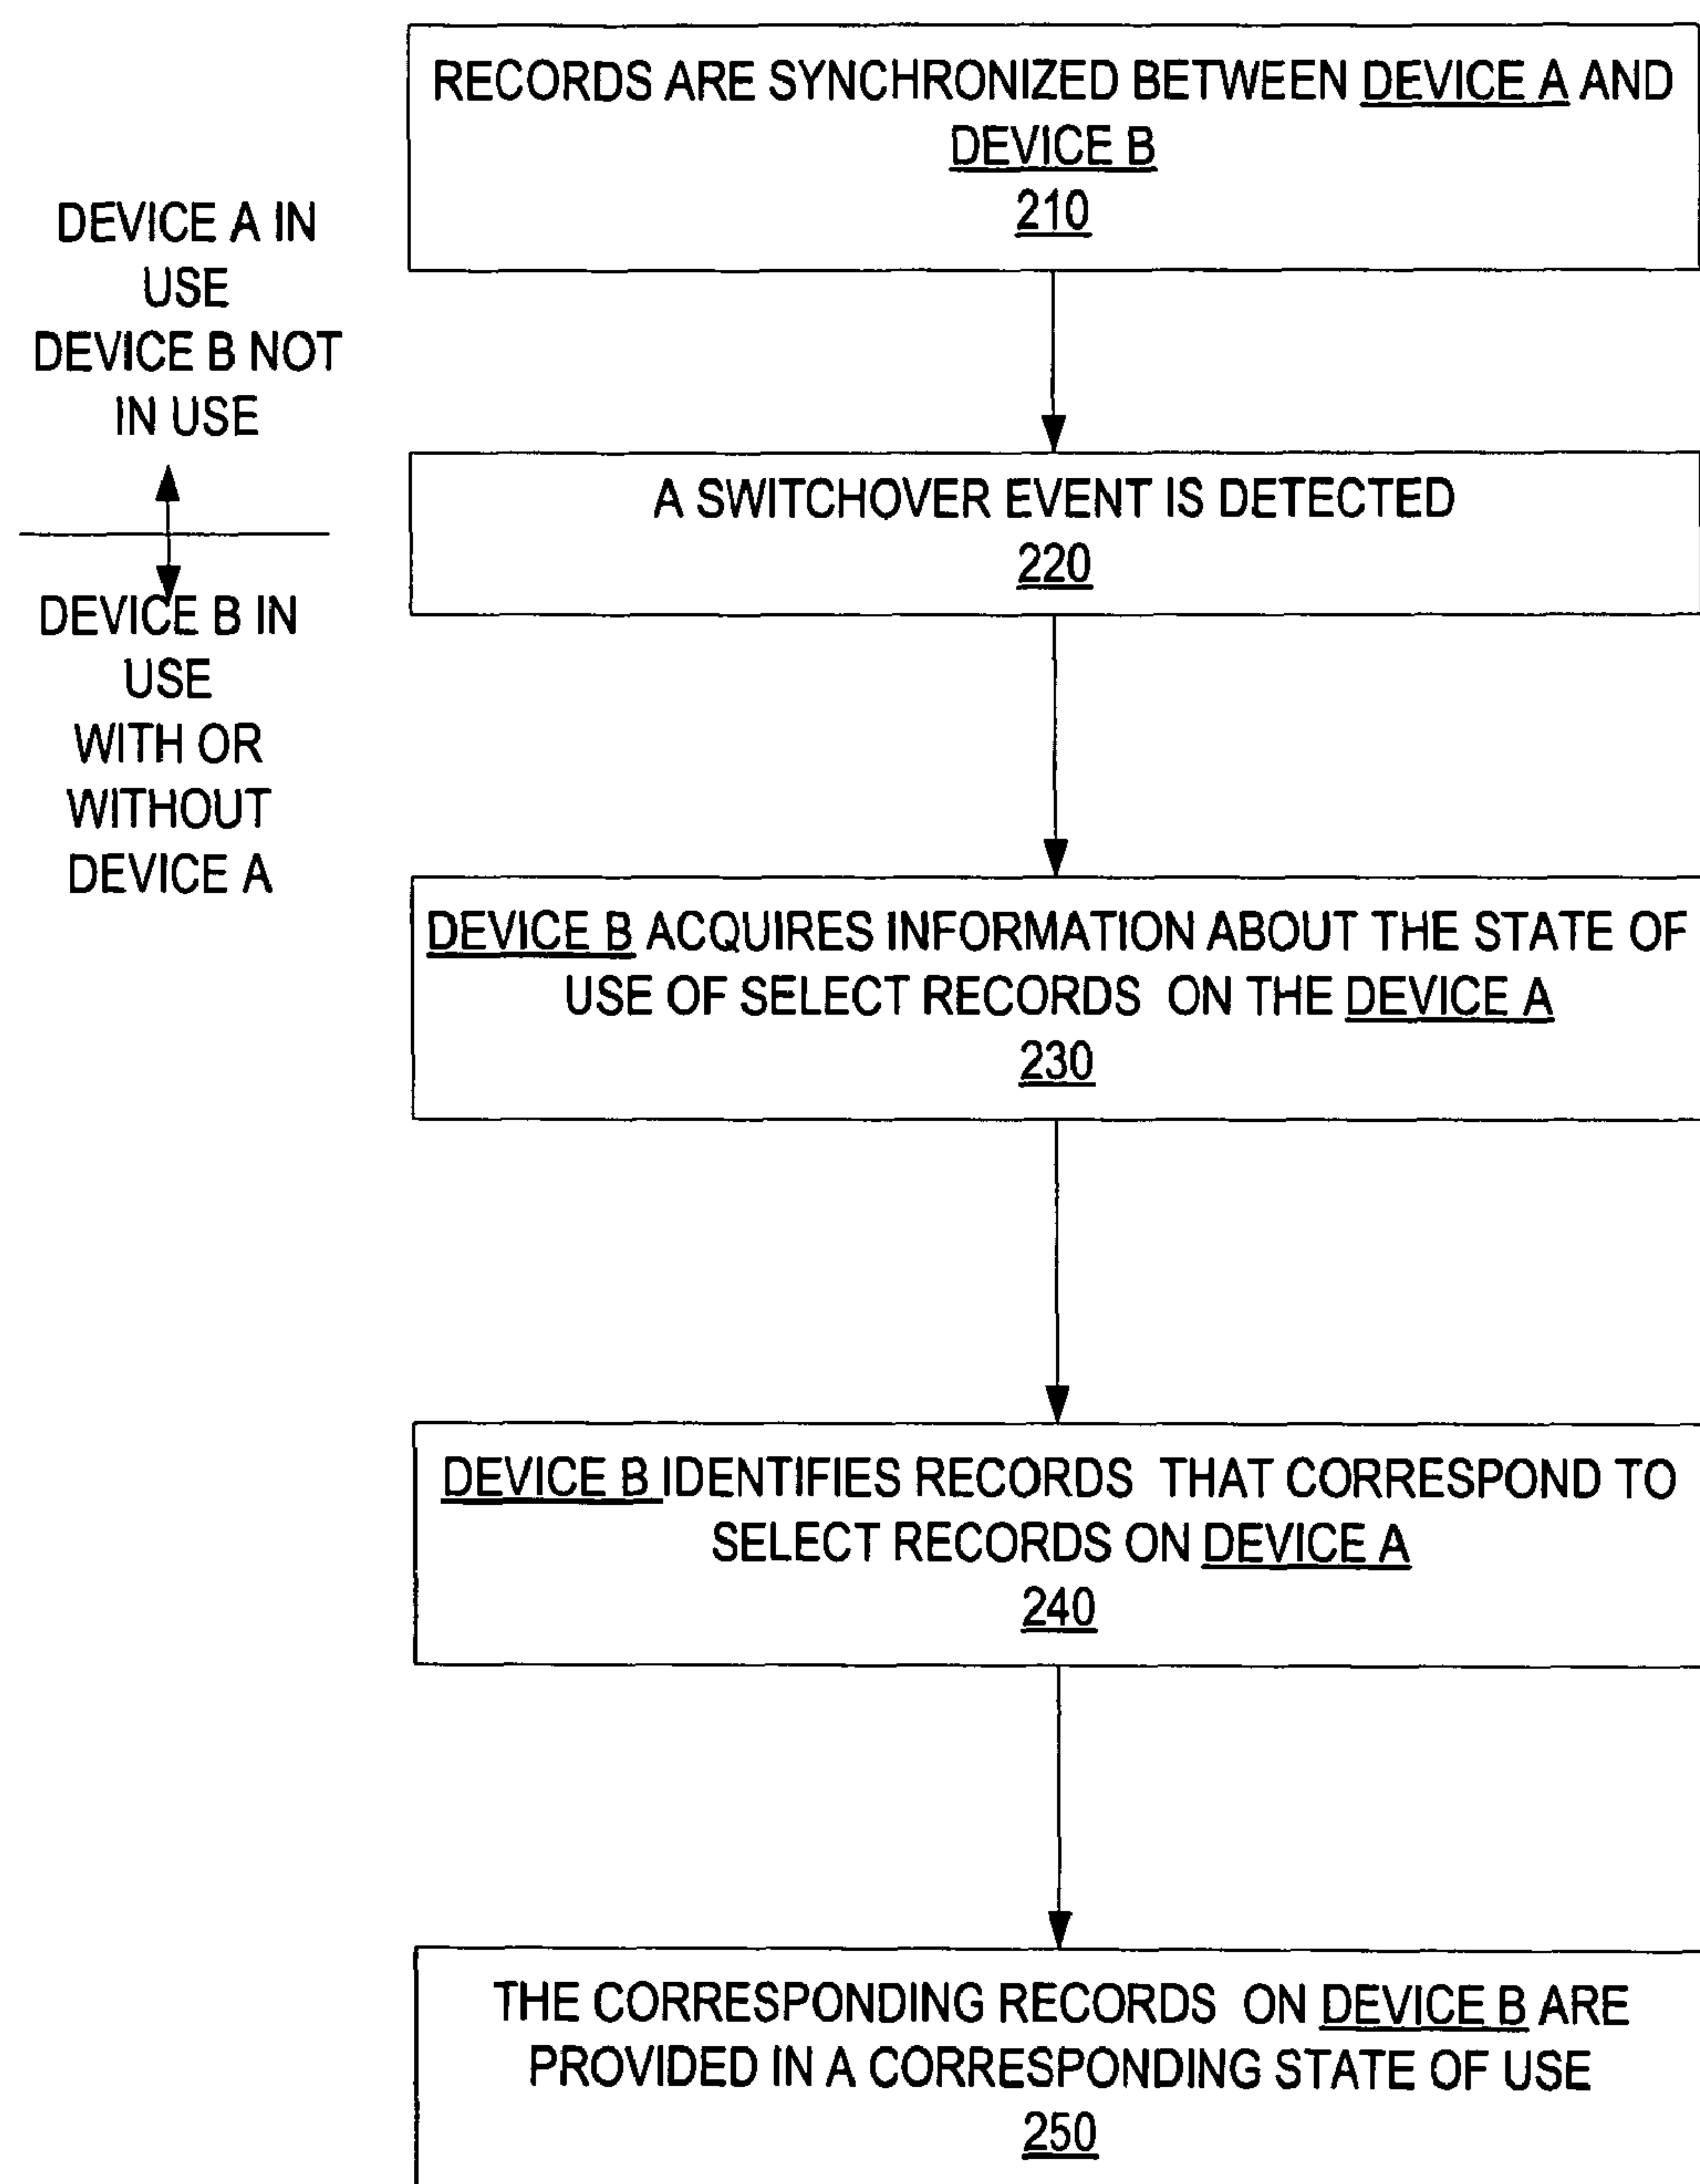 RECORDS ARE SYNCHRONIZED BETWEEN DEVICE A AND
DEVICE B
210
DEVICE A IN
USE
DEVICE B NOT
IN USE
A SWITCHOVER EVENT IS DETECTED
220
DEVICE B IN
USE
WITH OR
WITHOUT
DEVICE A
DEVICE B ACQUIRES INFORMATION ABOUT THE STATE OF
USE OF SELECT RECORDS ON THE DEVICE A
230
DEVICE B IDENTIFIES RECORDS THAT CORRESPOND TO
SELECT RECORDS ON DEVICE A
240
THE CORRESPONDING RECORDS ON DEVICE B ARE
PROVIDED IN A CORRESPONDING STATE OF USE
250